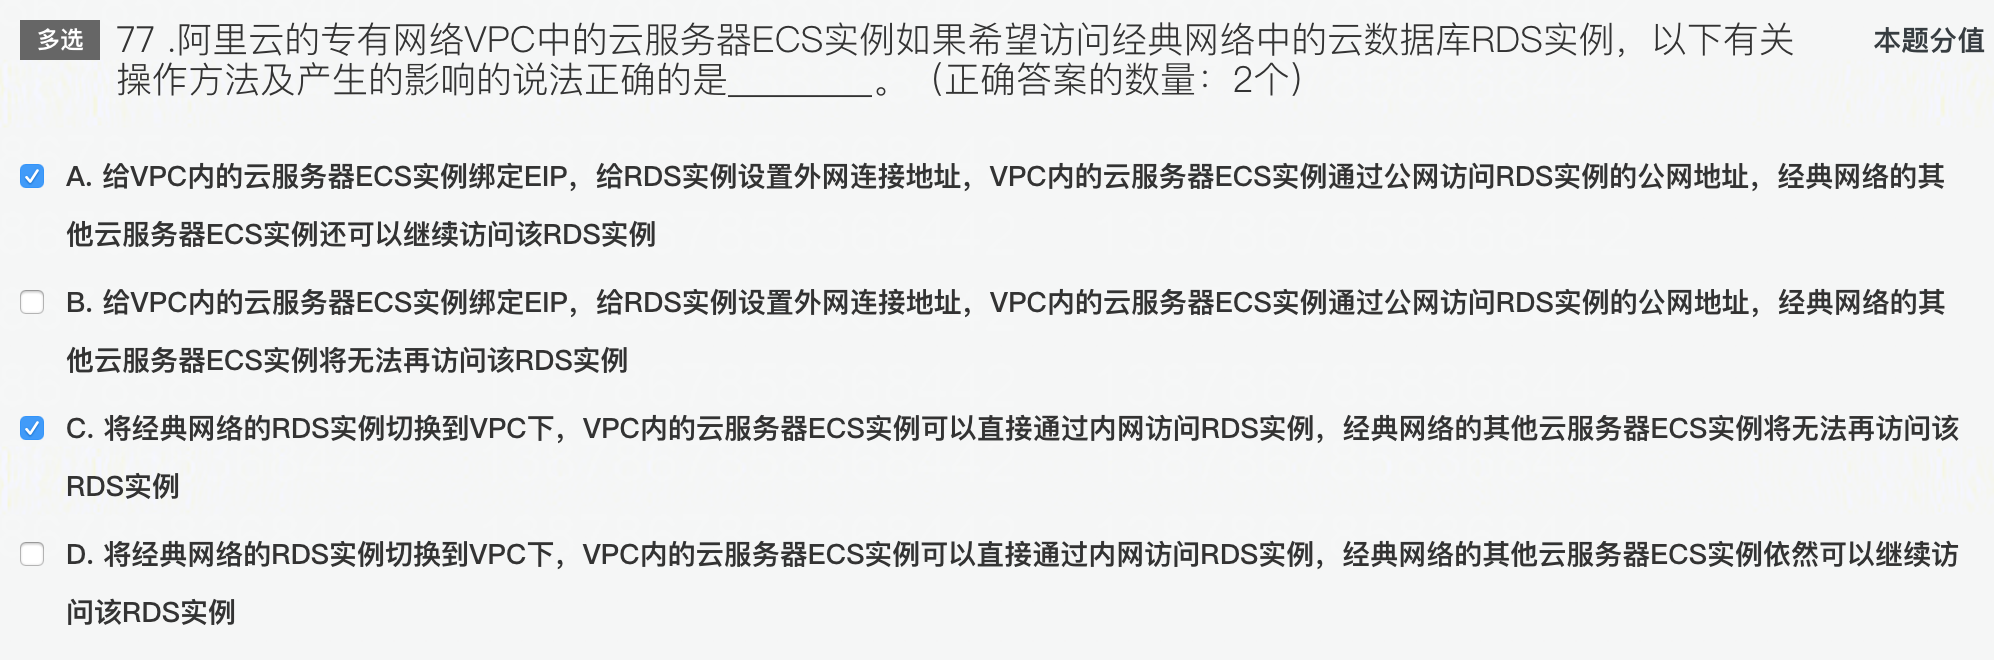 多选 77 .阿里云的专有网络VPC中的云服务器ECS实例如果希望访问经典网络中的云数据库RDS实例，以下有关 本题分值
操作方法及产生的影响的说法正确的是________。（正确答案的数量：2个）
A. 给VPC内的云服务器ECS实例绑定EIP，给RDS实例设置外网连接地址，VPC内的云服务器ECS实例通过公网访问RDS实例的公网地址，经典网络的其
他云服务器ECS实例还可以继续访问该RDS实例
B. 给VPC内的云服务器ECS实例绑定EIP，给RDS实例设置外网连接地址，VPC内的云服务器ECS实例通过公网访问RDS实例的公网地址，经典网络的其
他云服务器ECS实例将无法再访问该RDS实例
C. 将经典网络的RDS实例切换到VPC下，VPC内的云服务器ECS实例可以直接通过内网访问RDS实例，经典网络的其他云服务器ECS实例将无法再访问该
RDS实例
D. 将经典网络的RDS实例切换到VPC下，VPC内的云服务器ECS实例可以直接通过内网访问RDS实例，经典网络的其他云服务器ECS实例依然可以继续访
问该RDS实例